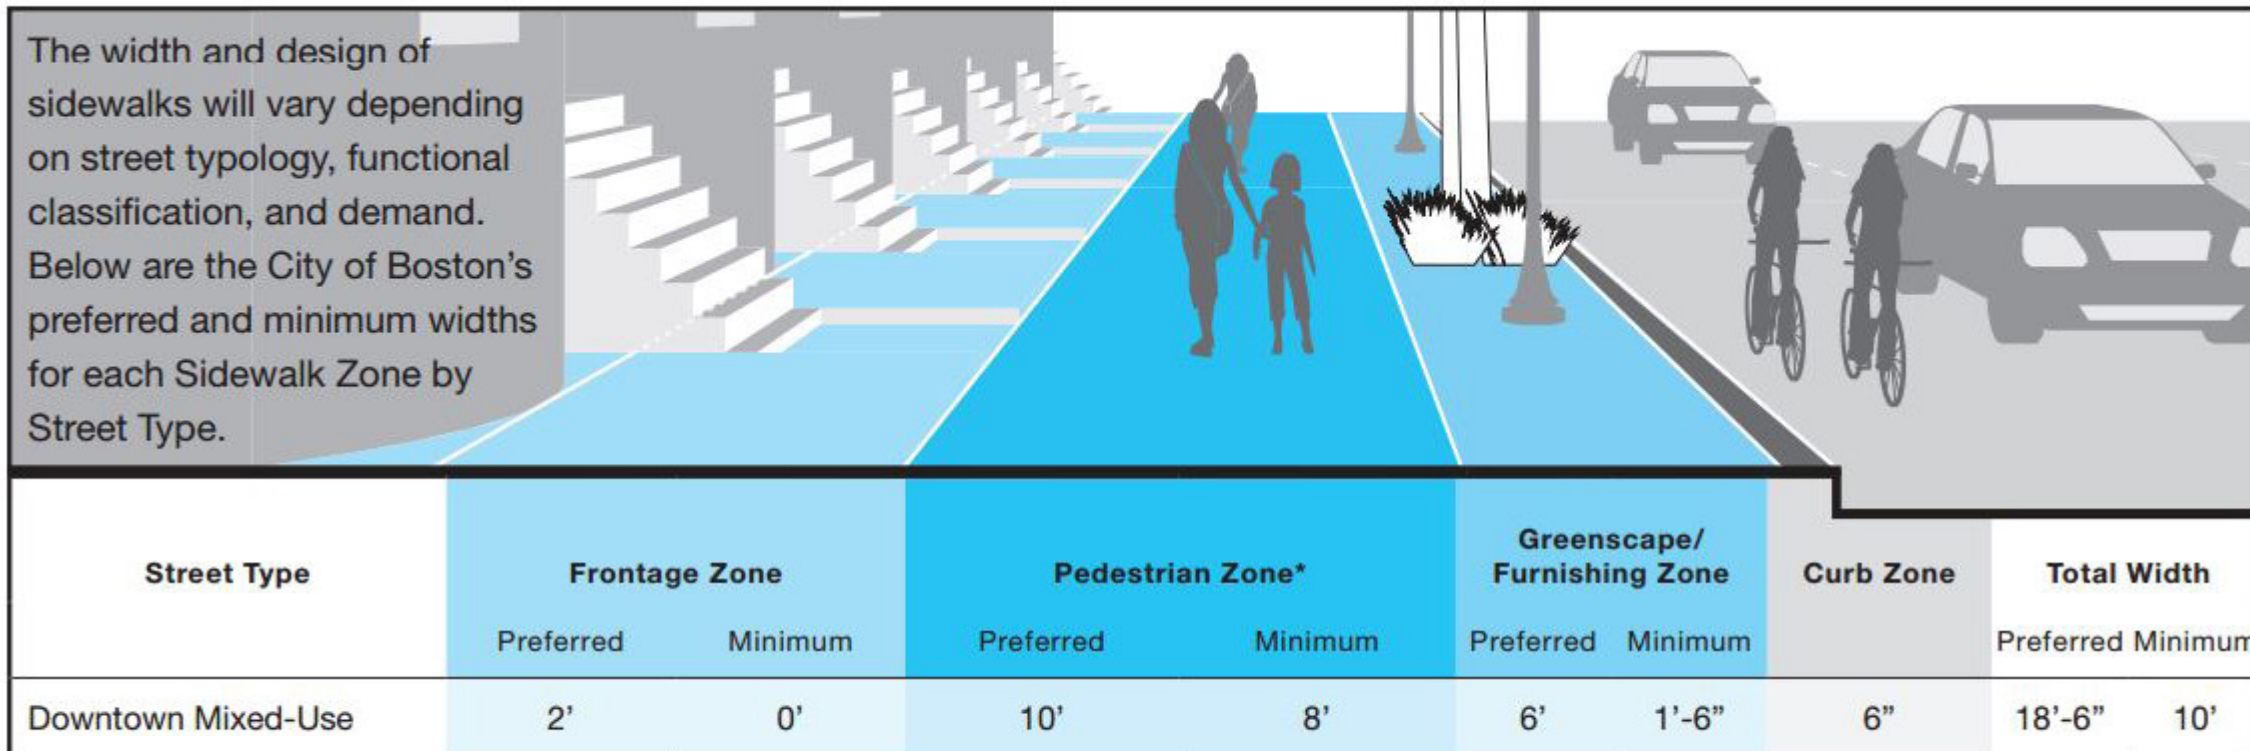 The width and design of
sidewalks will vary depending
on street typology, functional
classification, and demand.
Below are the City of Boston’s
preferred and minimum widths
for each Sidewalk Zone by
Street Type.
Greenscape/
Street Type Frontage Zone Pedestrian Zone* Furnishing Zone Curb Zone Total Width
Preferred Minimum Preferred Minimum Preferred Minimum Preferred Minimum
Downtown Mixed-Use 2’ 0’ 10’ 8’ 6’ 1’-6” 6” 18’-6” 10’